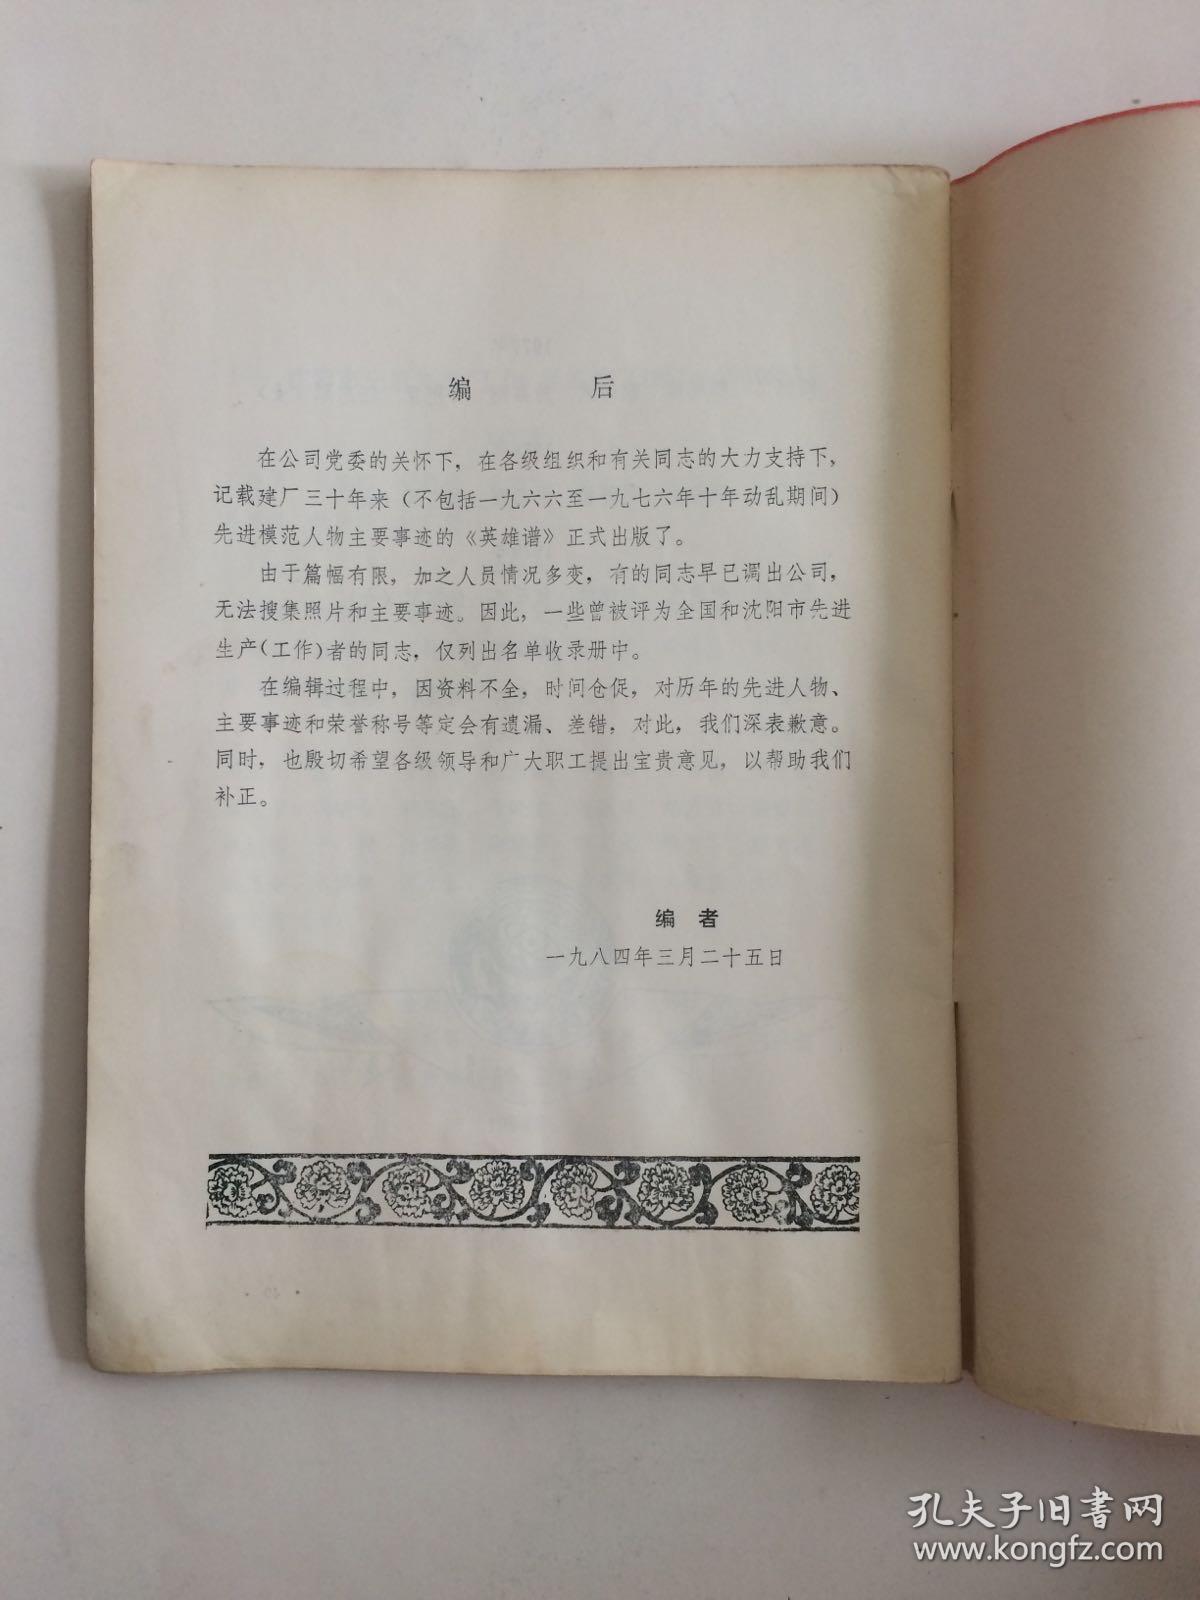 编后
在公司党委的关怀下，在各级组织和有关同志的大力支持下，
记载建厂三十年来（不包括一九六六至一九七六年十年动乱期间）
先进模范人物主要事迹的《英雄谱》正式出版了。
由于篇幅有限，加之人员情况多变，有的同志早已调出公司，
无法搜集照片和主要事迹。因此，一些曾被评为全国和沈阳市先进
生产（工作）者的同志，仅列出名单收录册中。
在编辑过程中，因资料不全，时间仓促，对历年的先进人物、
主要事迹和荣誉称号等定会有遗漏、差错，对此，我们深表歉意。
同时，也殷切希望各级领导和广大职工提出宝贵意见，以帮助我们
补正。
编者
一九八四年三月二十五日
孔夫子旧书网
www.kongfz.com